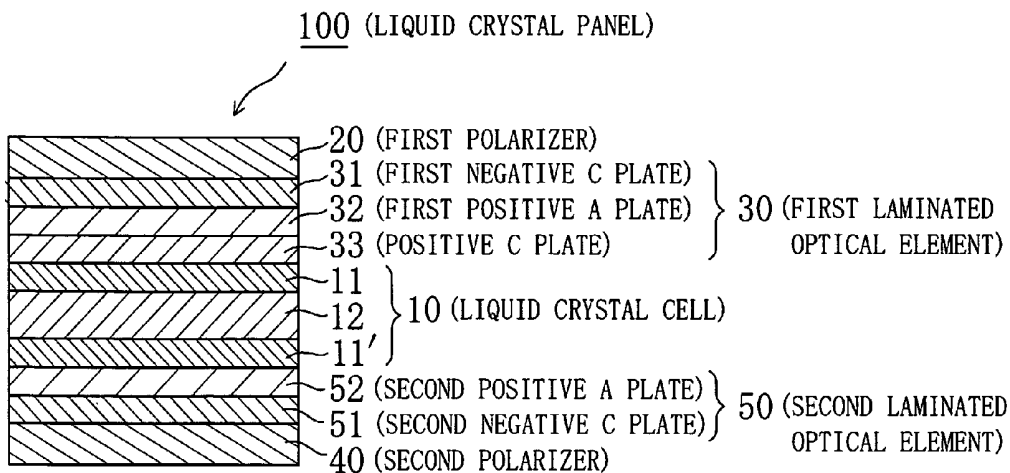 100 (LIQUID CRYSTAL PANEL)
20 (FIRST POLARIZER)
31 (FIRST NEGATIVE C PLATE)
32 (FIRST POSITIVE A PLATE)
33 (POSITIVE C PLATE)
30 (FIRST LAMINATED
OPTICAL ELEMENT)
11
12
11'
10 (LIQUID CRYSTAL CELL)
52 (SECOND POSITIVE A PLATE)
51 (SECOND NEGATIVE C PLATE)
50 (SECOND LAMINATED
OPTICAL ELEMENT)
40 (SECOND POLARIZER)